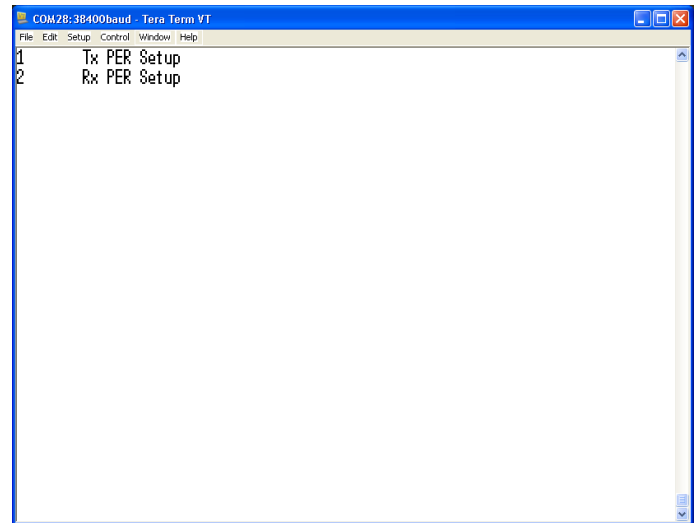 COM28:38400baud - Tera Term VT
File Edit Setup Control Window Help
1 Tx PER Setup
2 Rx PER Setup